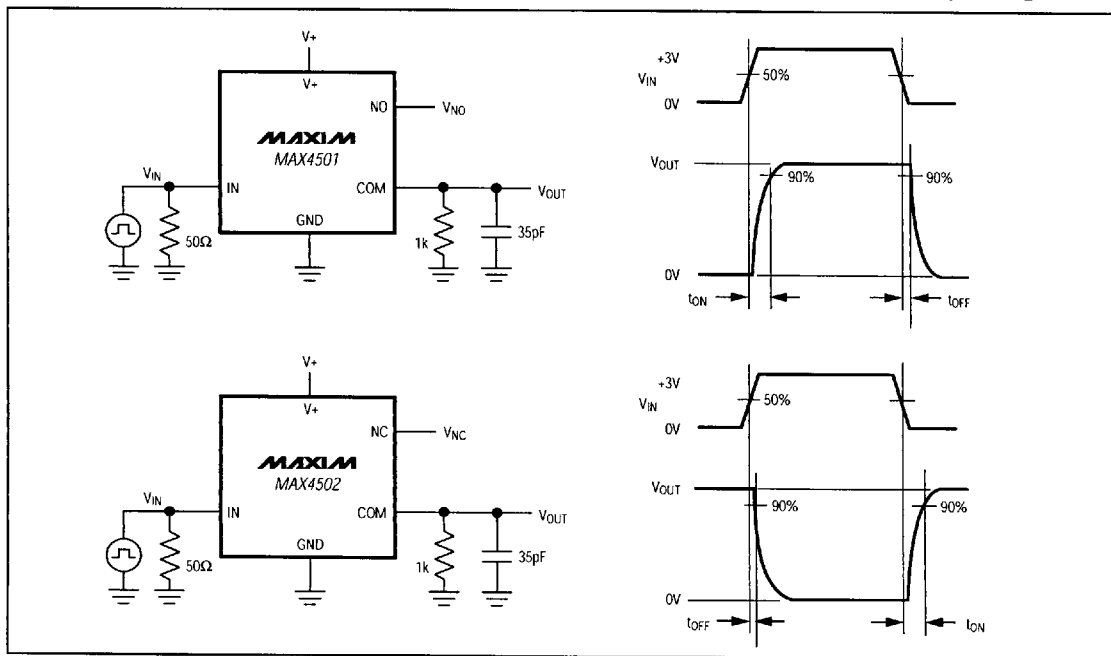 V+
V+
NO
VNO
MAXIM
MAX4501
VIN
IN
COM
VOUT
GND
50Ω
1k
35pF
+3V
VIN
50%
0V
VOUT
90%
90%
0V
tON
tOFF
V+
V+
NC
VNC
MAXIM
MAX4502
VIN
IN
COM
VOUT
GND
50Ω
1k
35pF
+3V
VIN
50%
0V
VOUT
90%
90%
0V
tOFF
tON